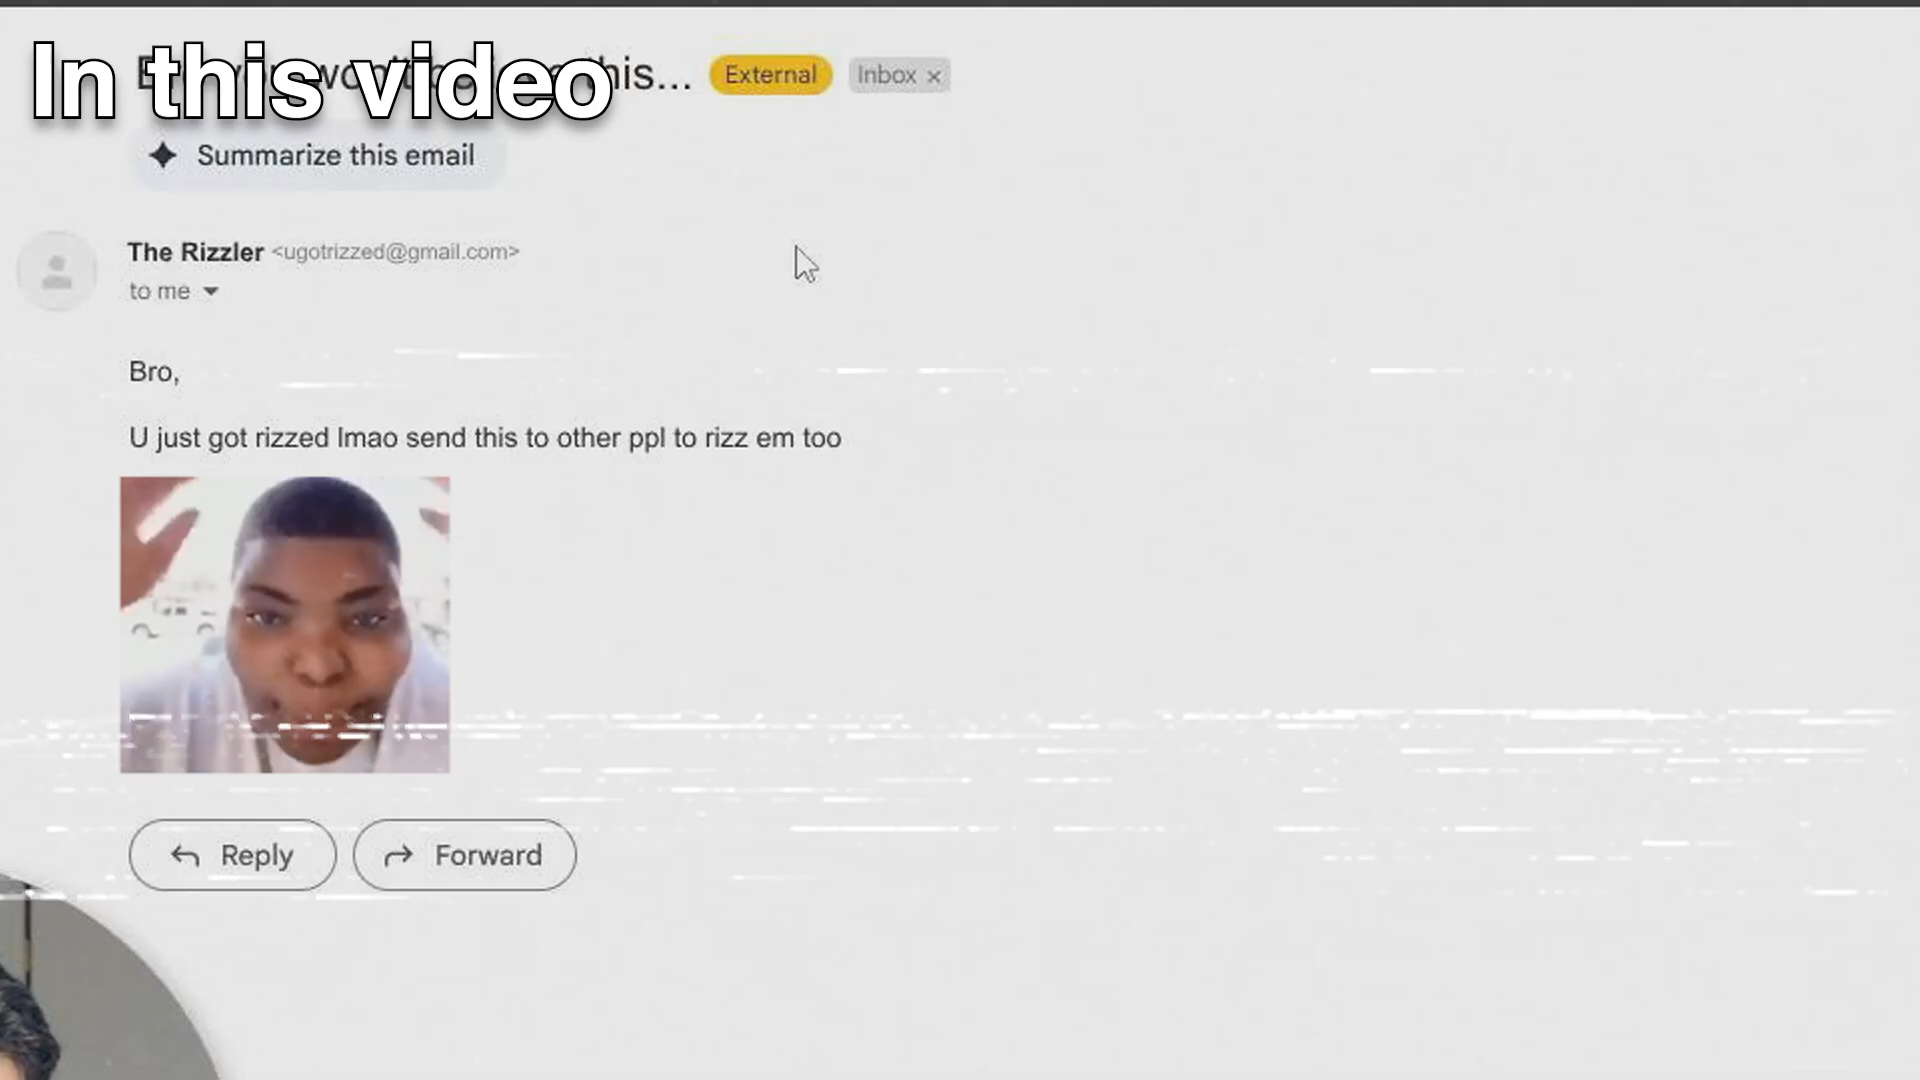 In this video
this... External Inbox ×
Summarize this email
The Rizzler <ugotrizzed@gmail.com>
to me
Bro,
U just got rizzed lmao send this to other ppl to rizz em too
Reply Forward